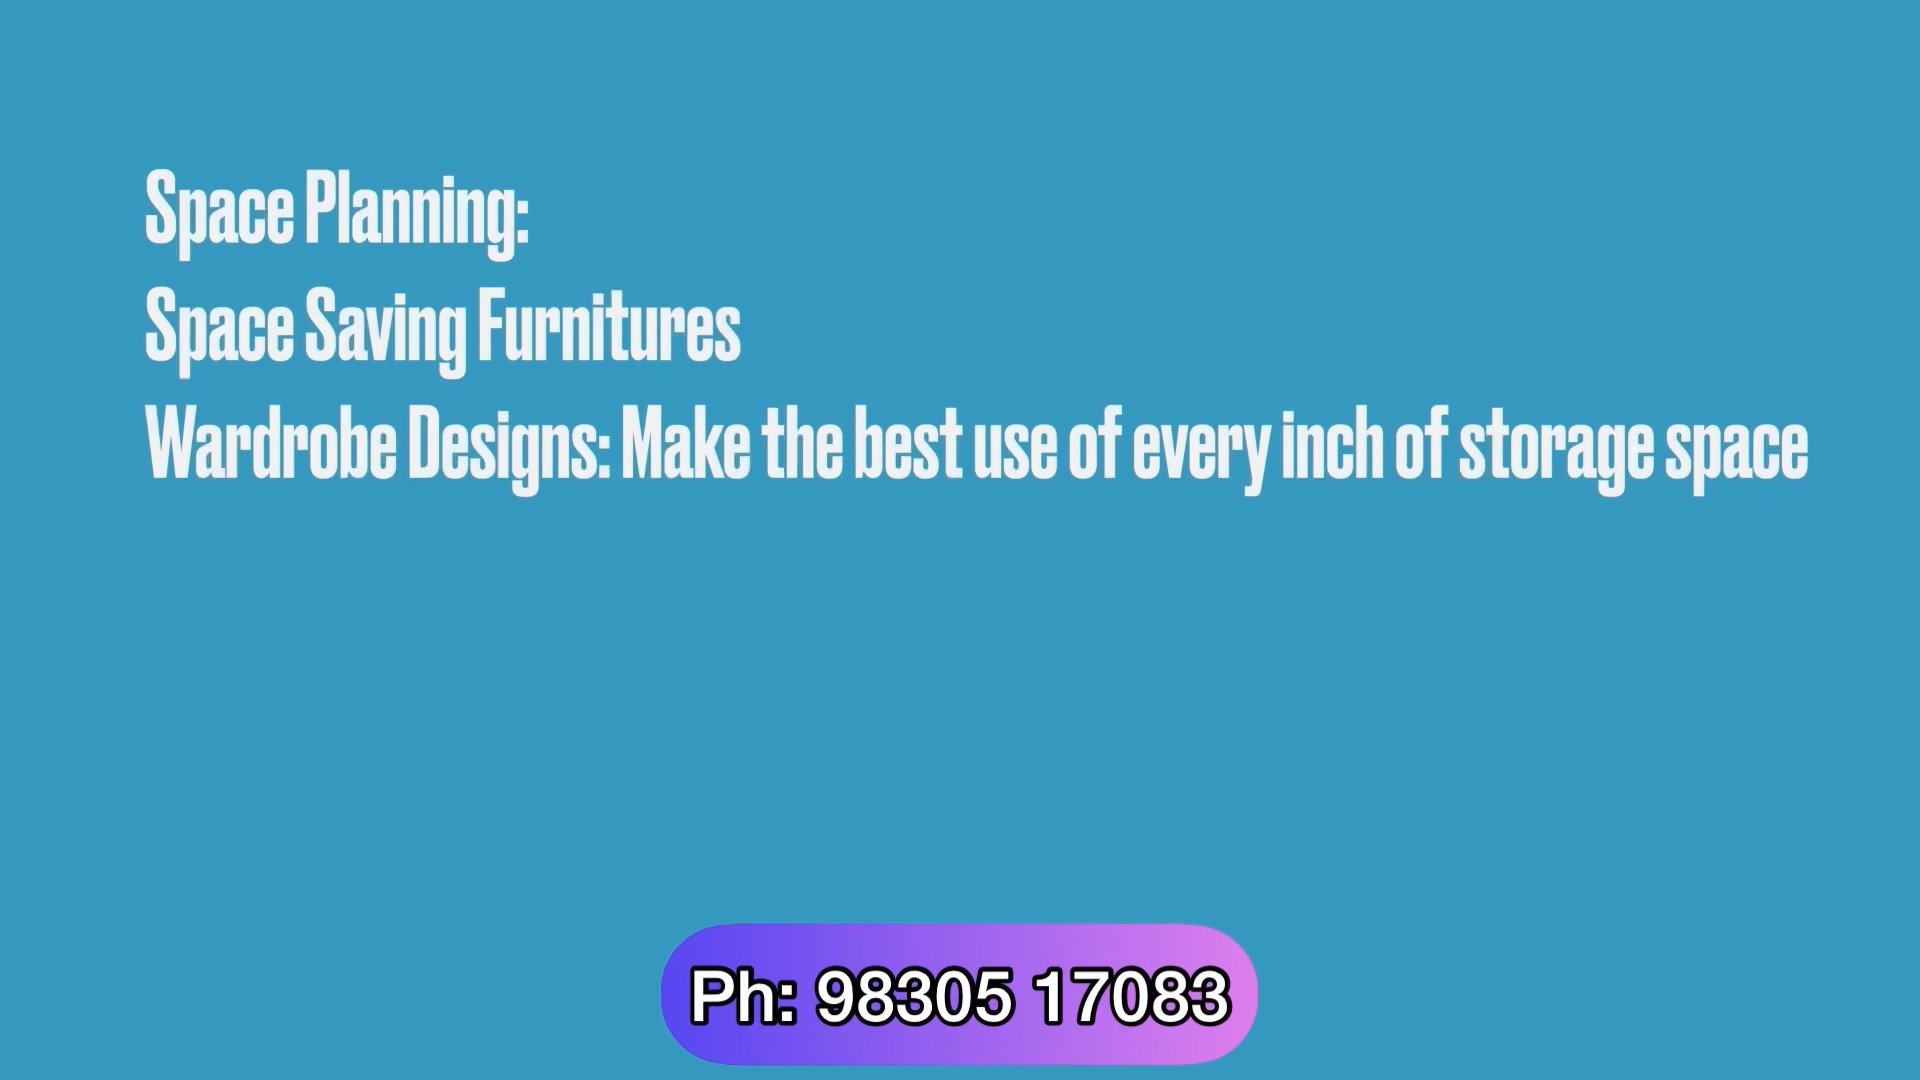 Space Planning:
Space Saving Furnitures
Wardrobe Designs: Make the best use of every inch of storage space
Ph: 98305 17083